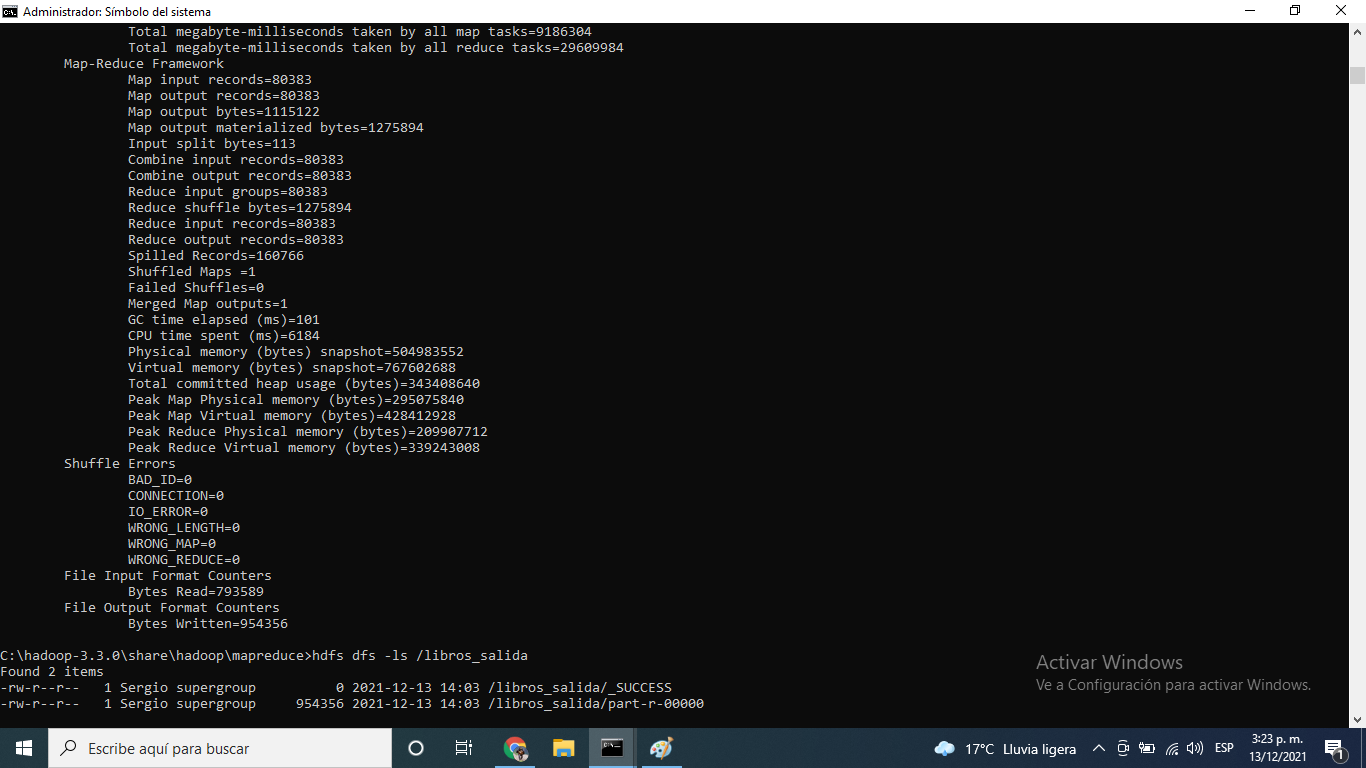 Administrador: Símbolo del sistema
Total megabyte-milliseconds taken by all map tasks=9186304
Total megabyte-milliseconds taken by all reduce tasks=29609984
Map-Reduce Framework
Map input records=80383
Map output records=80383
Map output bytes=1115122
Map output materialized bytes=1275894
Input split bytes=113
Combine input records=80383
Combine output records=80383
Reduce input groups=80383
Reduce shuffle bytes=1275894
Reduce input records=80383
Reduce output records=80383
Spilled Records=160766
Shuffled Maps =1
Failed Shuffles=0
Merged Map outputs=1
GC time elapsed (ms)=101
CPU time spent (ms)=6184
Physical memory (bytes) snapshot=504983552
Virtual memory (bytes) snapshot=767602688
Total committed heap usage (bytes)=343408640
Peak Map Physical memory (bytes)=295075840
Peak Map Virtual memory (bytes)=428412928
Peak Reduce Physical memory (bytes)=209907712
Peak Reduce Virtual memory (bytes)=339243008
Shuffle Errors
BAD_ID=0
CONNECTION=0
IO_ERROR=0
WRONG_LENGTH=0
WRONG_MAP=0
WRONG_REDUCE=0
File Input Format Counters
Bytes Read=793589
File Output Format Counters
Bytes Written=954356
C:\hadoop-3.3.0\share\hadoop\mapreduce>hdfs dfs -ls /libros_salida
Found 2 items
-rw-r--r--   1 Sergio supergroup          0 2021-12-13 14:03 /libros_salida/_SUCCESS
-rw-r--r--   1 Sergio supergroup     954356 2021-12-13 14:03 /libros_salida/part-r-00000
Activar Windows
Ve a Configuración para activar Windows.
Escribe aquí para buscar
17°C Lluvia ligera
ESP
3:23 p. m.
13/12/2021
1